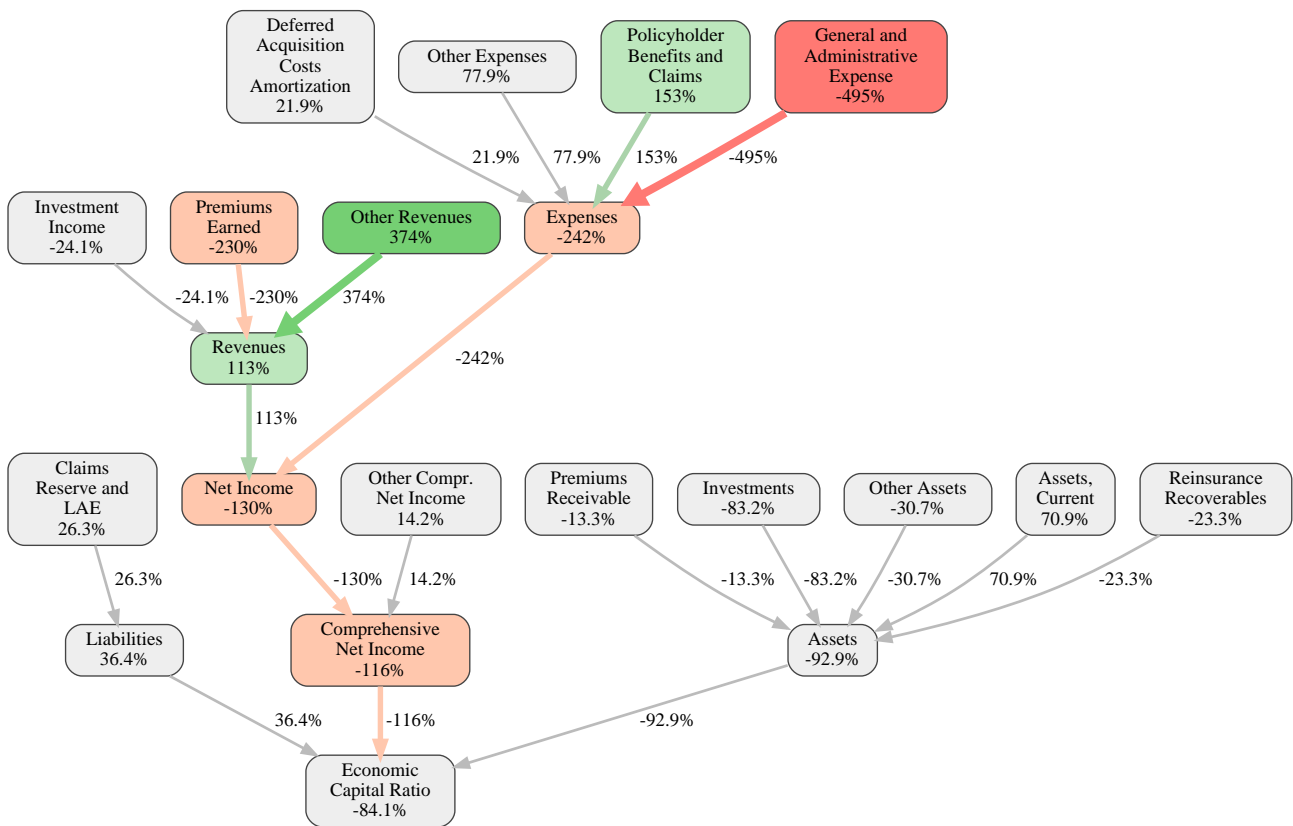 Deferred
Acquisition
Costs
Amortization
21.9%
Other Expenses
77.9%
Policyholder
Benefits and
Claims
153%
General and
Administrative
Expense
-495%
21.9%
77.9%
153%
-495%
Investment
Income
-24.1%
Premiums
Earned
-230%
Other Revenues
374%
Expenses
-242%
-24.1%
-230%
374%
-242%
Revenues
113%
113%
Claims
Reserve and
LAE
26.3%
Net Income
-130%
Other Compr.
Net Income
14.2%
Premiums
Receivable
-13.3%
Investments
-83.2%
Other Assets
-30.7%
Assets,
Current
70.9%
Reinsurance
Recoverables
-23.3%
26.3%
-130%
14.2%
-13.3%
-83.2%
-30.7%
70.9%
-23.3%
Liabilities
36.4%
Comprehensive
Net Income
-116%
Assets
-92.9%
36.4%
-116%
-92.9%
Economic
Capital Ratio
-84.1%